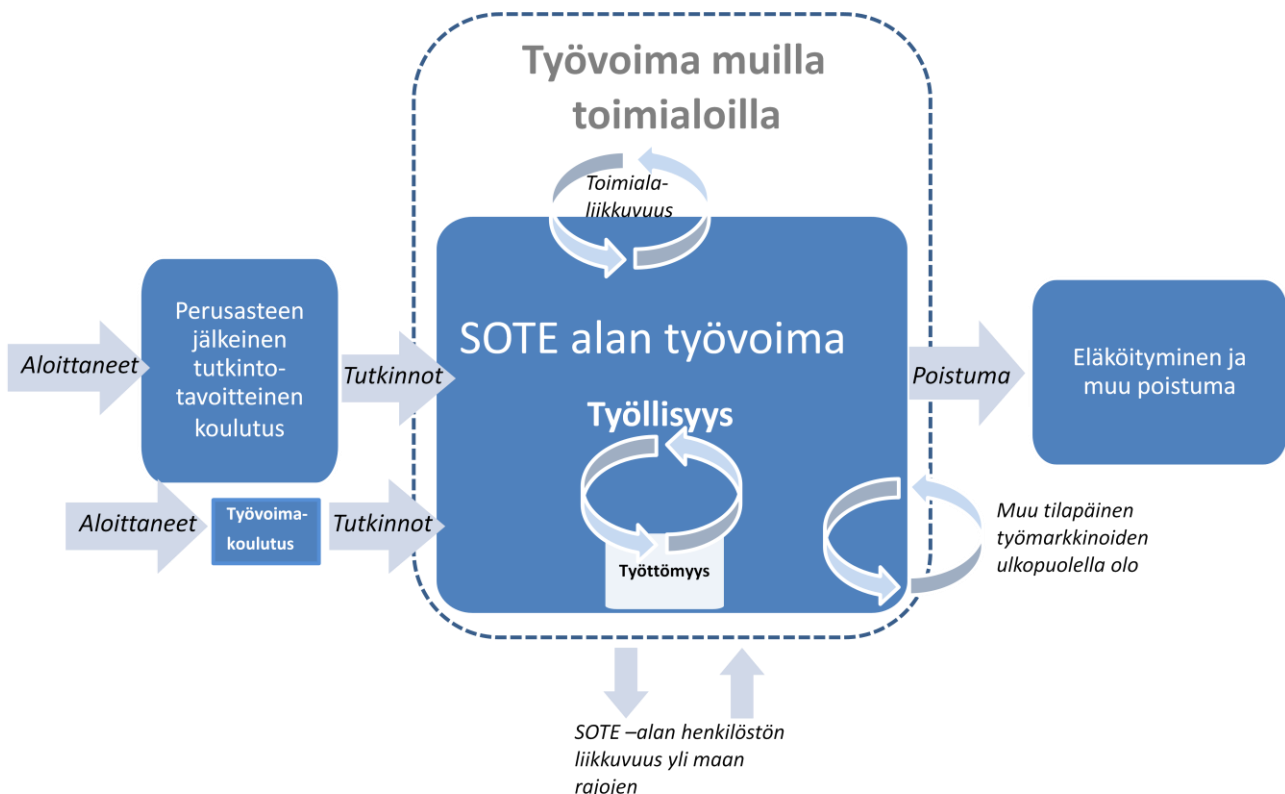 Työvoima muilla
toimialoilla
Toimiala-
liikkuvuus
Aloittaneet
Perusasteen
jälkeinen
tutkinto-
tavoitteinen
koulutus
Tutkinnot
SOTE alan työvoima
Työllisyys
Työttömyys
Poistuma
Eläköityminen ja
muu poistuma
Aloittaneet
Työvoima-
koulutus
Tutkinnot
Muu tilapäinen
työmarkkinoiden
ulkopuolella olo
SOTE –alan henkilöstön
liikkuvuus yli maan
rajojen